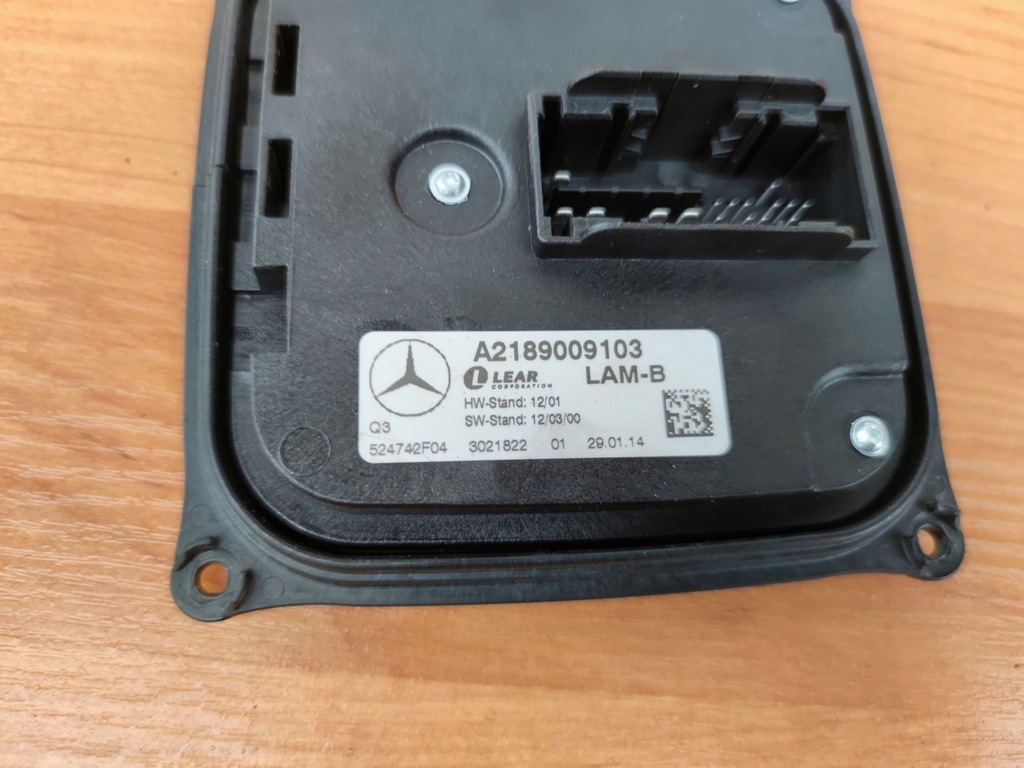 A2189009103
LEAR CORPORATION LAM-B
HW-Stand: 12/01
SW-Stand: 12/03/00
Q3
524742F04 3021822 01 29.01.14